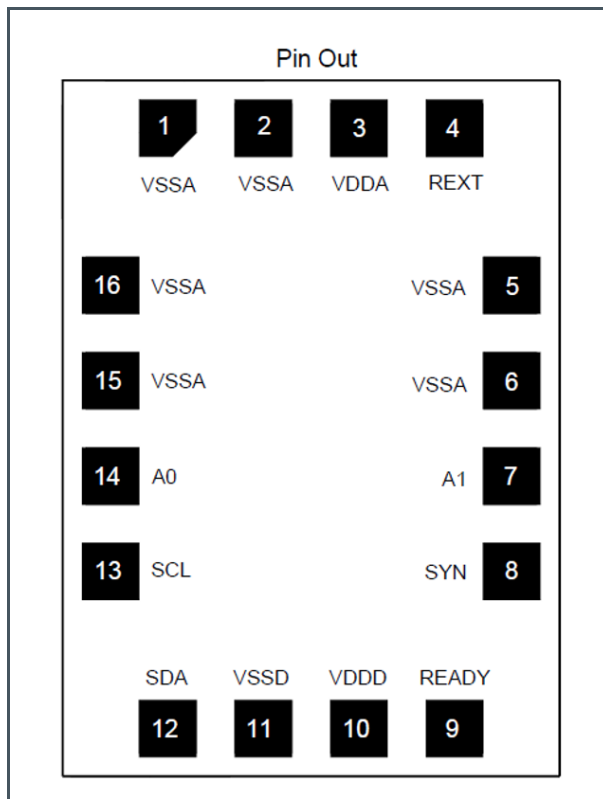 Pin Out
1 2 3 4
VSSA VSSA VDDA REXT
16 VSSA VSSA 5
15 VSSA VSSA 6
14 A0 A1 7
13 SCL SYN 8
SDA VSSD VDDD READY
12 11 10 9